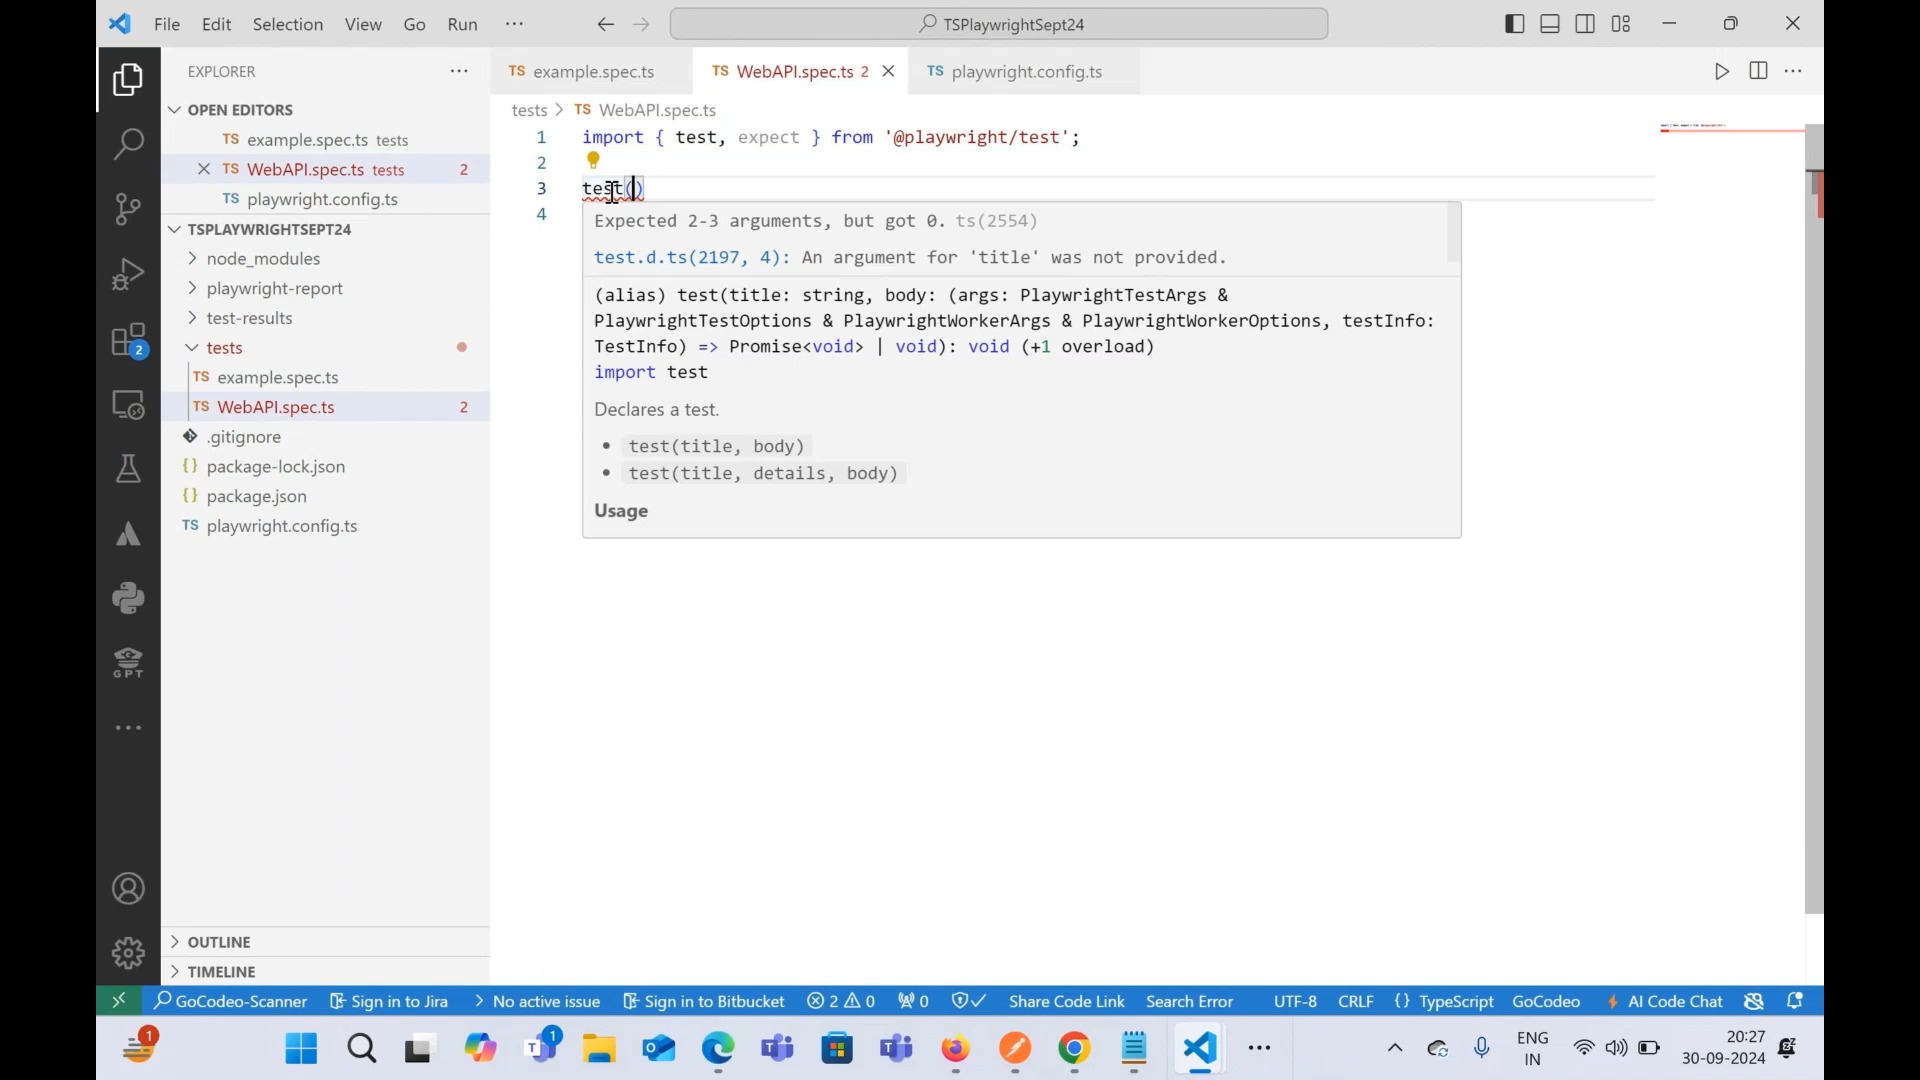 File Edit Selection View Go Run ···
TSPlaywrightSept24
EXPLORER ···
OPEN EDITORS
TS example.spec.ts tests
TS WebAPI.spec.ts tests 2
TS playwright.config.ts
TSPLAYWRIGHTSEPT24
node_modules
playwright-report
test-results
tests
TS example.spec.ts
TS WebAPI.spec.ts 2
.gitignore
{} package-lock.json
{} package.json
TS playwright.config.ts
OUTLINE
TIMELINE
2
GPT
TS example.spec.ts TS WebAPI.spec.ts 2 TS playwright.config.ts
tests > TS WebAPI.spec.ts
1 import { test, expect } from '@playwright/test';
2
3 test()
4
Expected 2-3 arguments, but got 0. ts(2554)
test.d.ts(2197, 4): An argument for 'title' was not provided.
(alias) test(title: string, body: (args: PlaywrightTestArgs &
PlaywrightTestOptions & PlaywrightWorkerArgs & PlaywrightWorkerOptions, testInfo:
TestInfo) => Promise<void> | void): void (+1 overload)
import test
Declares a test.
• test(title, body)
• test(title, details, body)
Usage
GoCodeo-Scanner Sign in to Jira No active issue Sign in to Bitbucket 2 0 0 Share Code Link Search Error UTF-8 CRLF {} TypeScript GoCodeo AI Code Chat
1 1 ENG 20:27
IN 30-09-2024